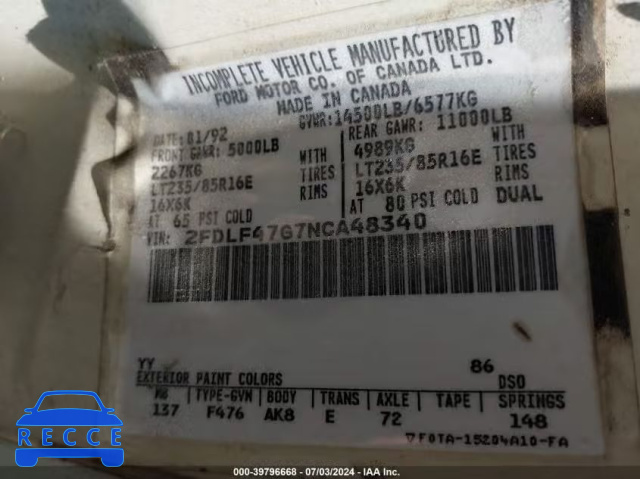 INCOMPLETE VEHICLE MANUFACTURED BY
FORD MOTOR CO. OF CANADA LTD.
MADE IN CANADA
GVWR:14500LB/6577KG
DATE: 01/92
FRONT GAWR: 5000LB
2267KG WITH
LT235/85R16E TIRES
16X6K RIMS
AT 65 PSI COLD
REAR GAWR: 11000LB
4989KG WITH
LT235/85R16E TIRES
16X6K RIMS
AT 80 PSI COLD DUAL
VIN: 2FDLF47G7NCA48340
YY 86
EXTERIOR PAINT COLORS DSO
WB TYPE-GVW BODY TRANS AXLE TAPE SPRINGS
137 F476 AK8 E 72 148
F0TA-15204A10-FA
AUTOBIDMASTER
000-39796668 - 07/03/2024 - IAA Inc.